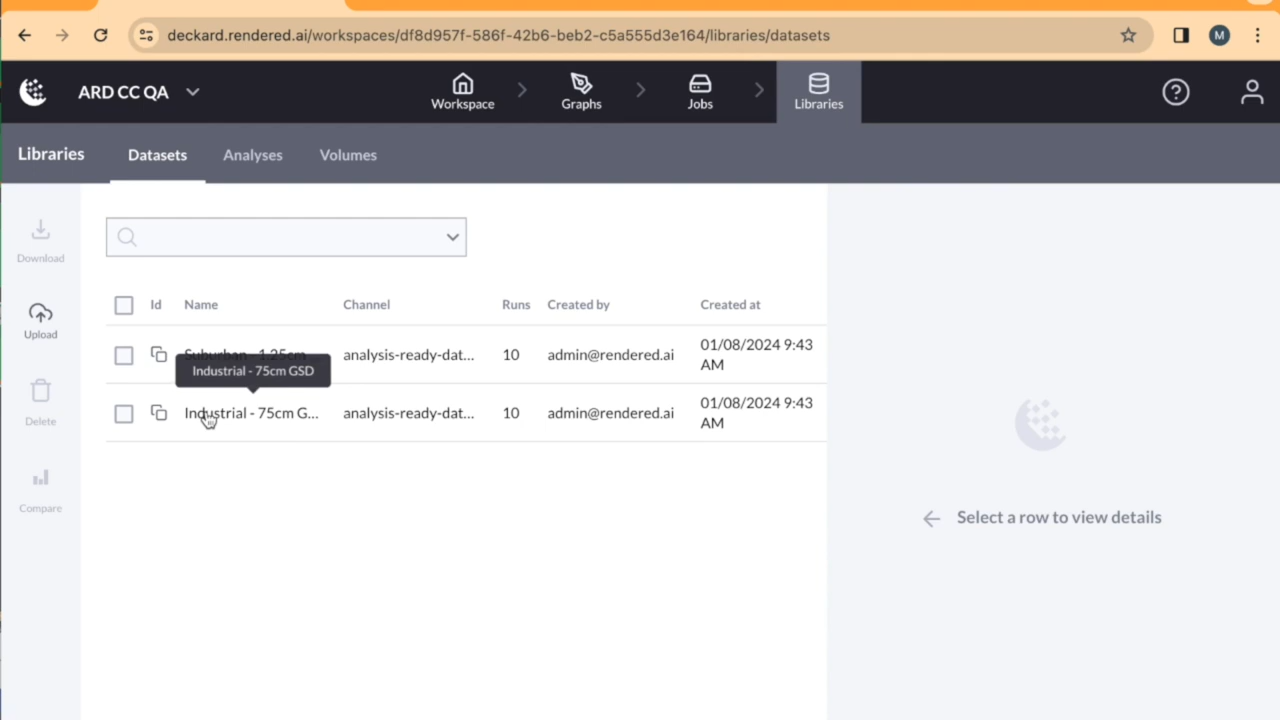 deckard.rendered.ai/workspaces/df8d957f-586f-42b6-beb2-c5a555d3e164/libraries/datasets
M
ARD CC QA
Workspace
Graphs
Jobs
Libraries
Libraries
Datasets
Analyses
Volumes
Download
Upload
Delete
Compare
Id Name Channel Runs Created by Created at
Suburban - 1.25cm analysis-ready-dat... 10 admin@rendered.ai 01/08/2024 9:43
AM
Industrial - 75cm GSD
Industrial - 75cm G... analysis-ready-dat... 10 admin@rendered.ai 01/08/2024 9:43
AM
Select a row to view details